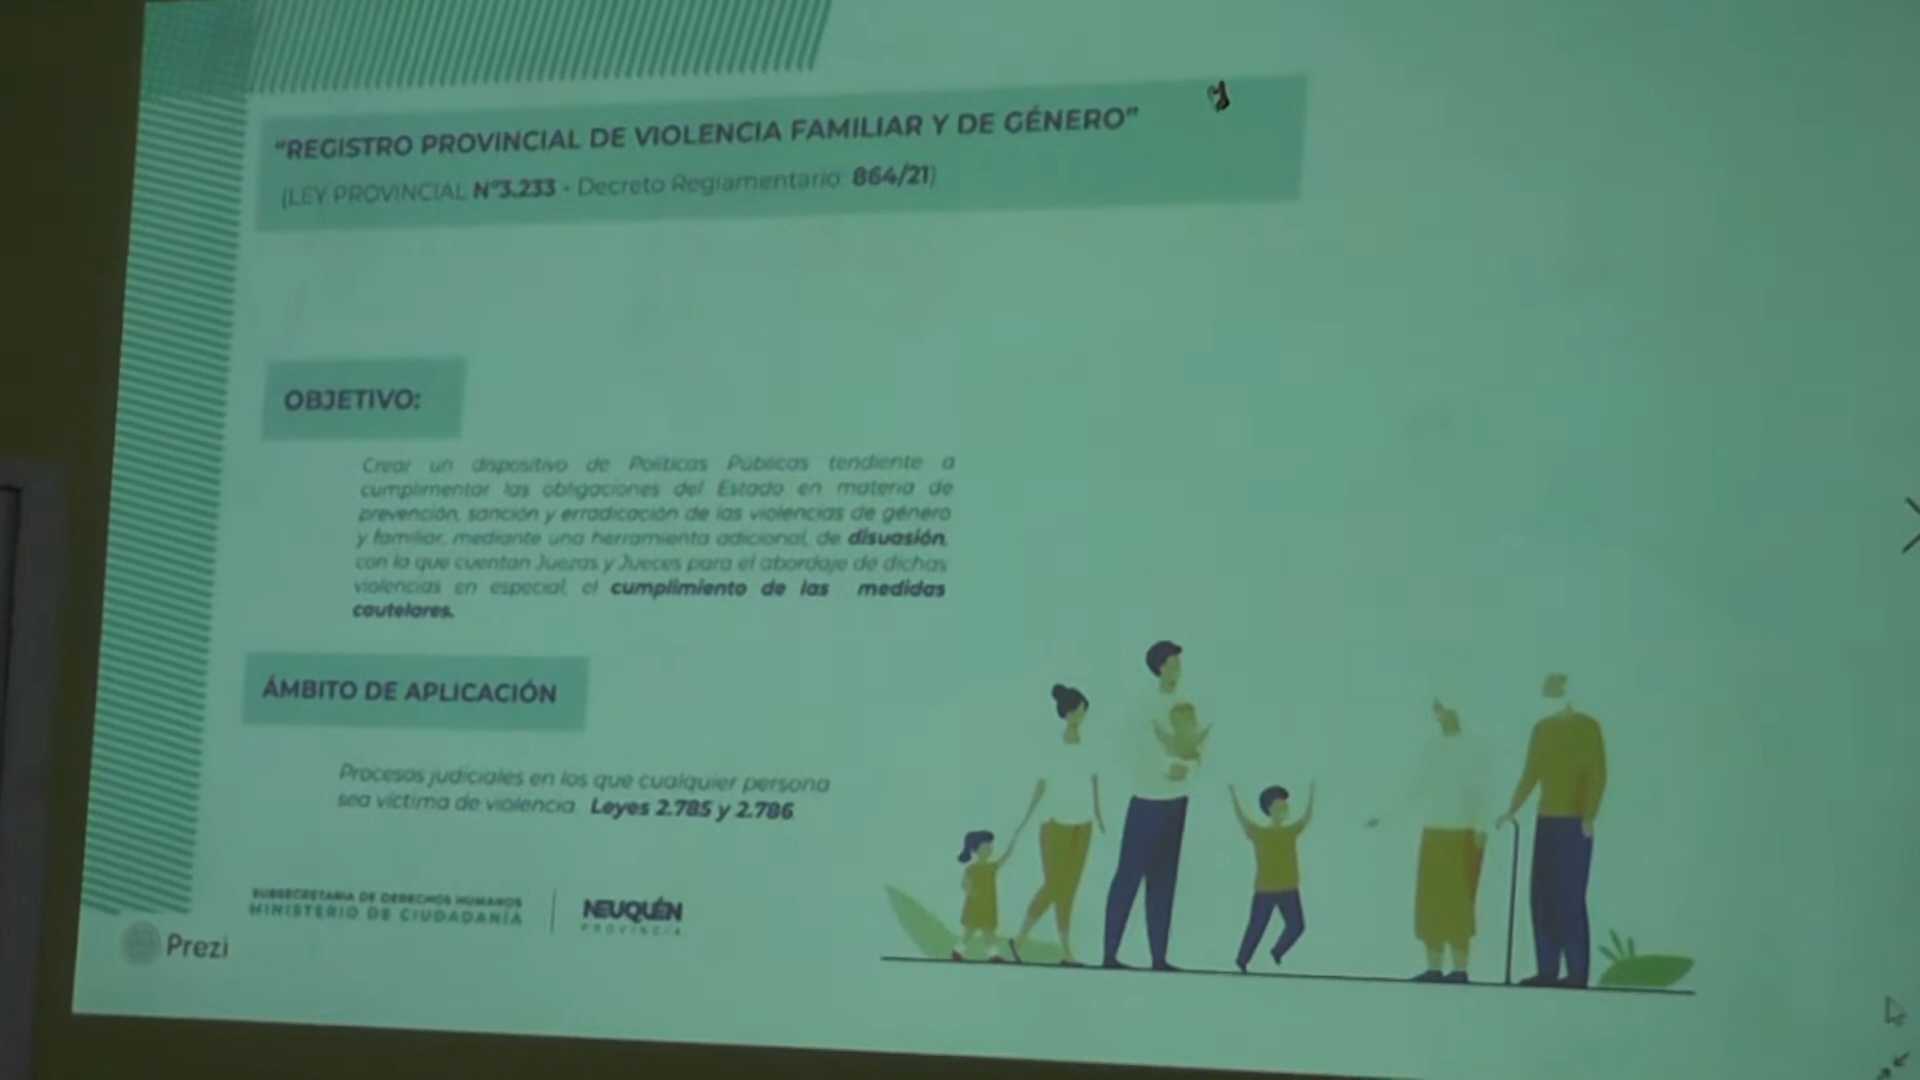 “REGISTRO PROVINCIAL DE VIOLENCIA FAMILIAR Y DE GÉNERO”
(LEY PROVINCIAL N°3.233 - Decreto Reglamentario: 864/21)
OBJETIVO:
Crear un dispositivo de Políticas Públicas tendiente a
cumplimentar las obligaciones del Estado en materia de
prevención, sanción y erradicación de las violencias de género
y familiar, mediante una herramienta adicional, de disuasión,
con la que cuentan Juezas y Jueces para el abordaje de dichas
violencias en especial, el cumplimiento de las medidas
cautelares.
ÁMBITO DE APLICACIÓN
Procesos judiciales en los que cualquier persona
sea víctima de violencia. Leyes 2.785 y 2.786
SUBSECRETARIA DE DERECHOS HUMANOS
MINISTERIO DE CIUDADANÍA
NEUQUÉN
PROVINCIA
Prezi